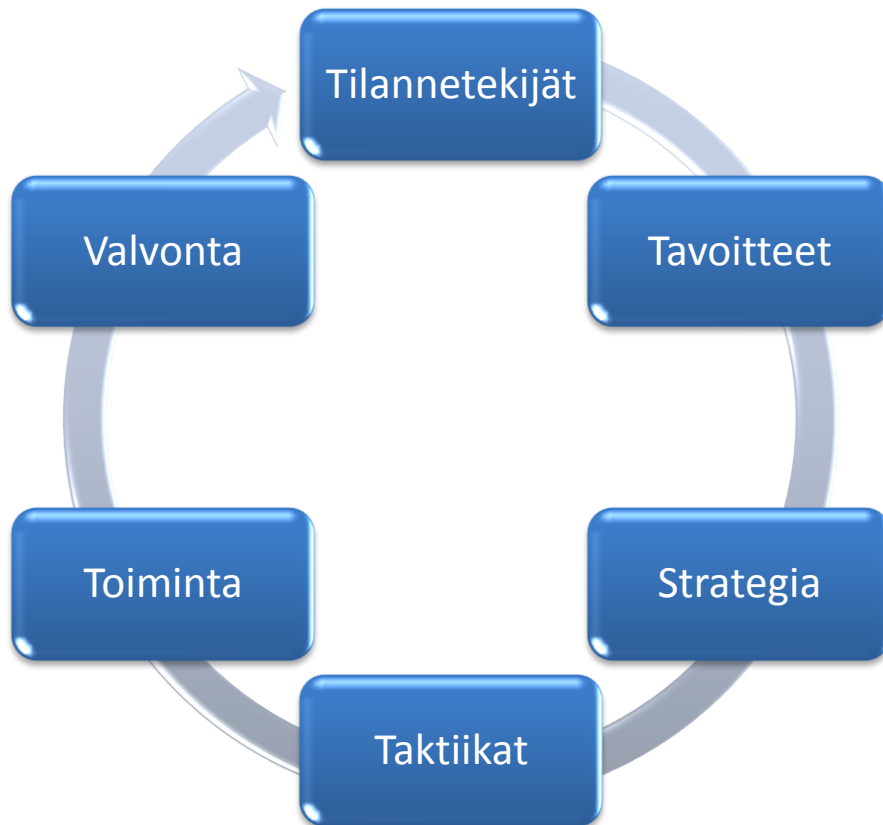 Tilannetekijät
Tavoitteet
Strategia
Taktiikat
Toiminta
Valvonta